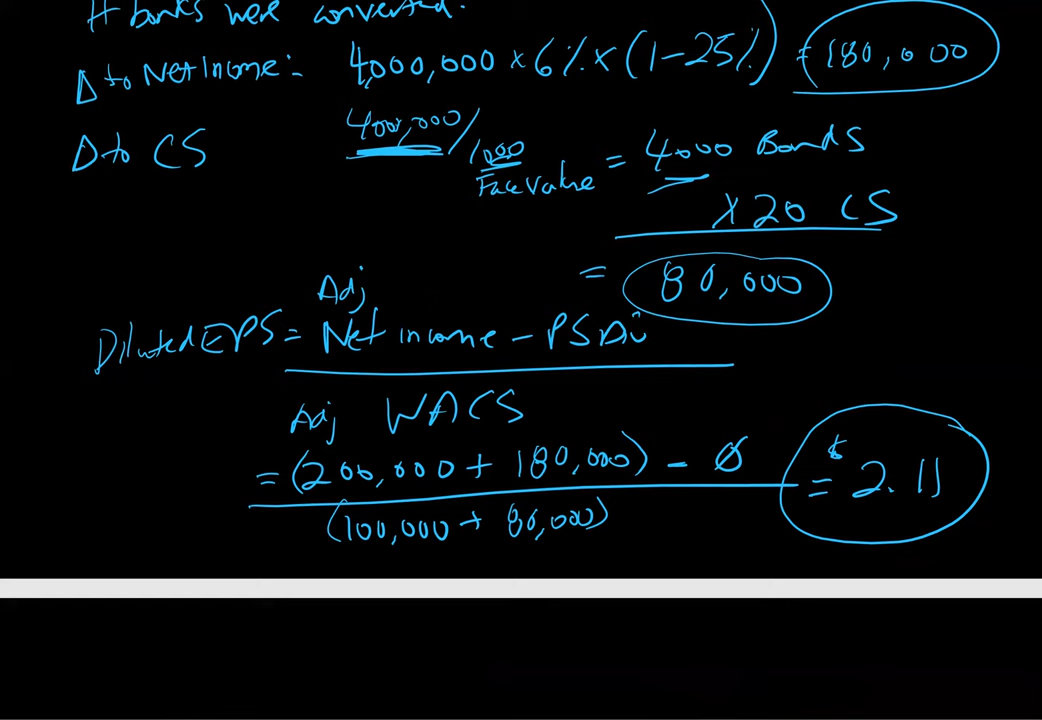 If bonds were converted.
Δ to Net Income:- 4,000,000 × 6% × (1-25%) = 180,000
Δ to CS 4000,000/1000 = 4000 Bonds
Face Value
× 20 CS
= 80,000
Adj
Diluted EPS = Net income - PS Div
Adj WACS
= (200,000 + 180,000) - 0 = $2.11
(100,000 + 80,000)